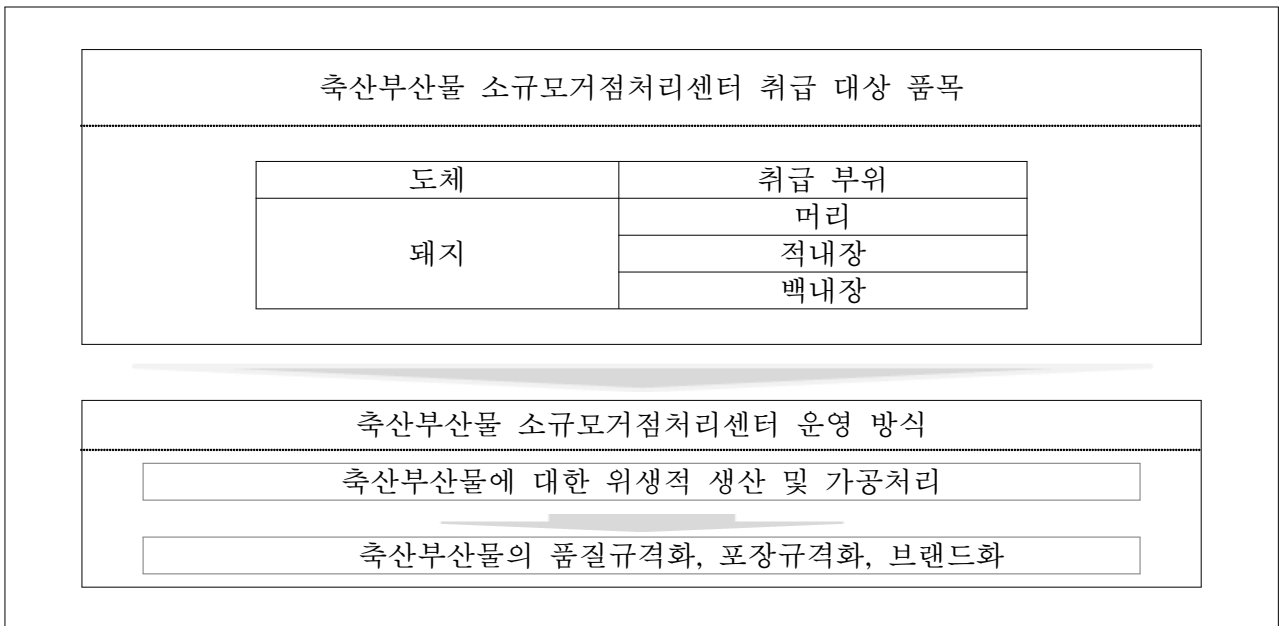 축산부산물 소규모거점처리센터 취급 대상 품목
도체 취급 부위
돼지
머리
적내장
백내장
축산부산물 소규모거점처리센터 운영 방식
축산부산물에 대한 위생적 생산 및 가공처리
축산부산물의 품질규격화, 포장규격화, 브랜드화